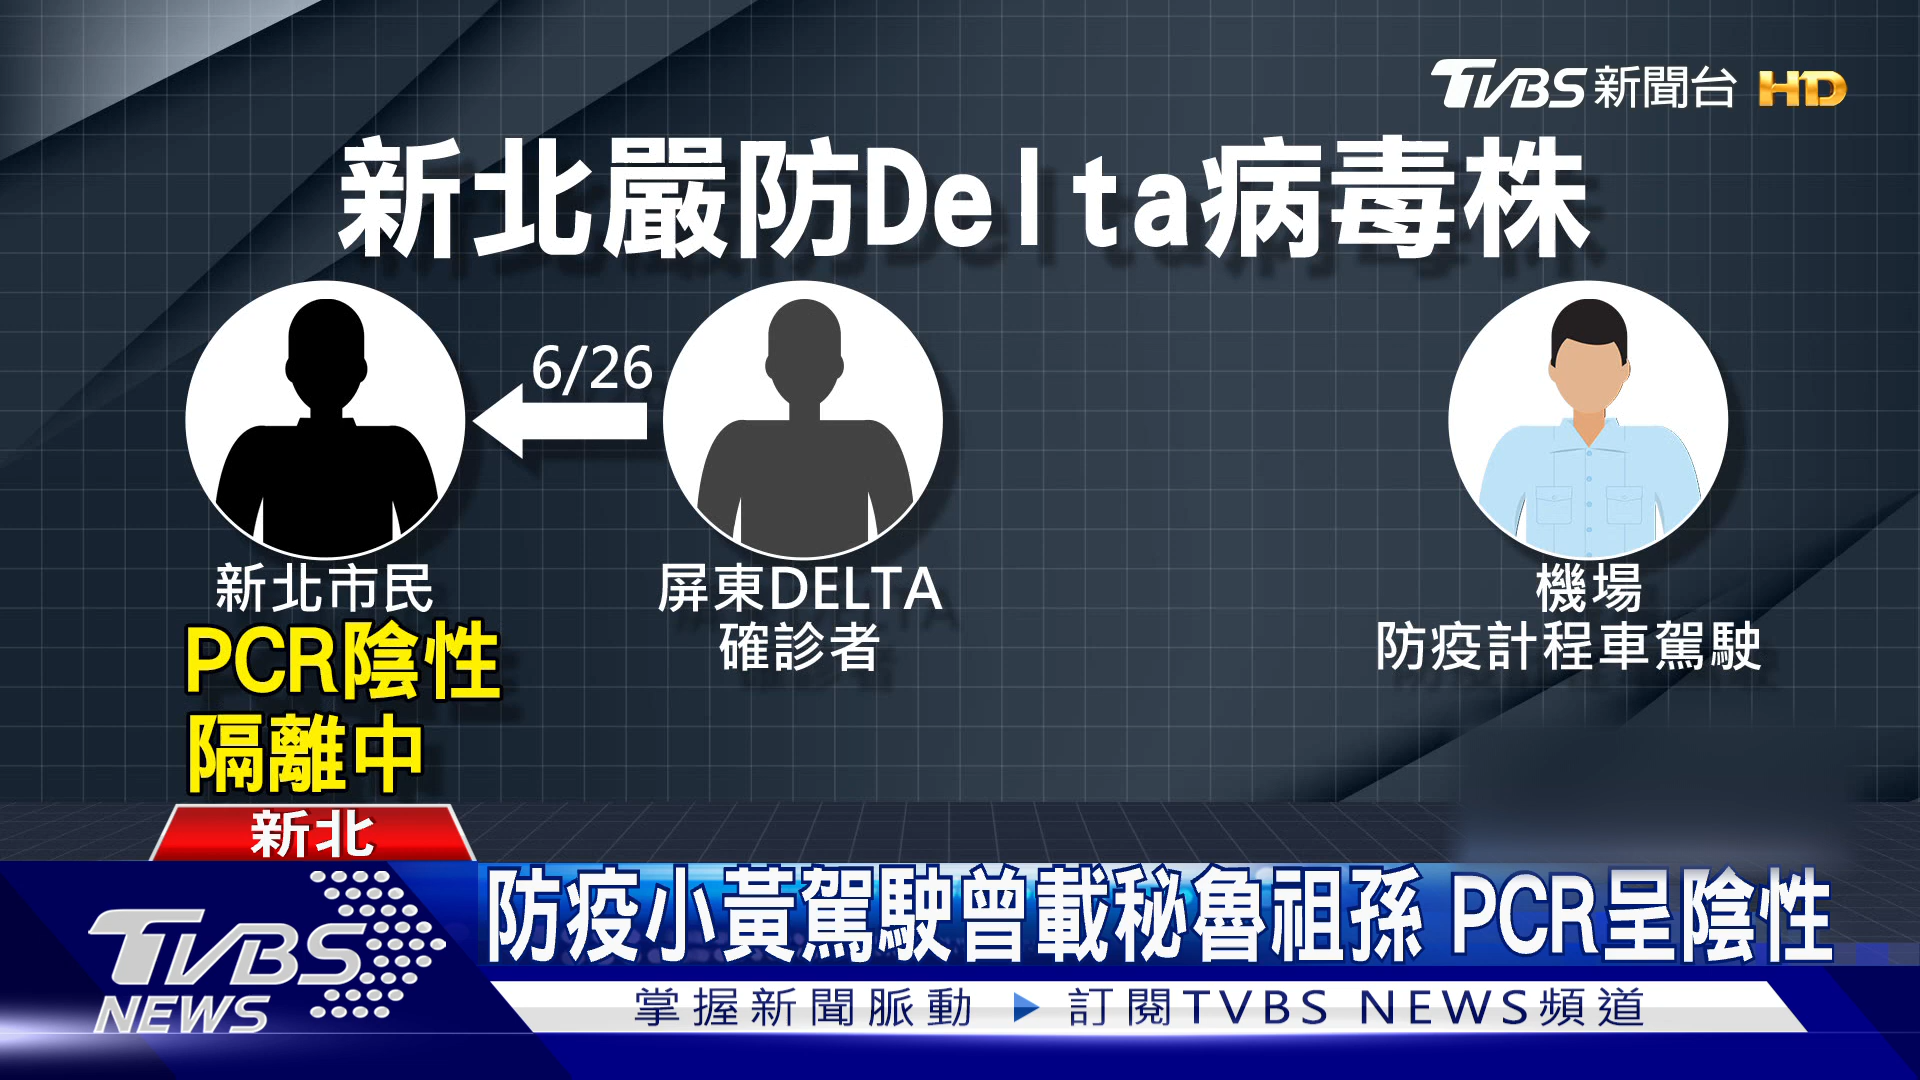 TVBS新聞台 HD
新北嚴防Delta病毒株
6/26
新北市民
PCR陰性
隔離中
屏東DELTA
確診者
機場
防疫計程車駕駛
新北
防疫小黃駕駛曾載秘魯祖孫 PCR呈陰性
TVBS
NEWS
掌握新聞脈動 ▶ 訂閱TVBS NEWS頻道